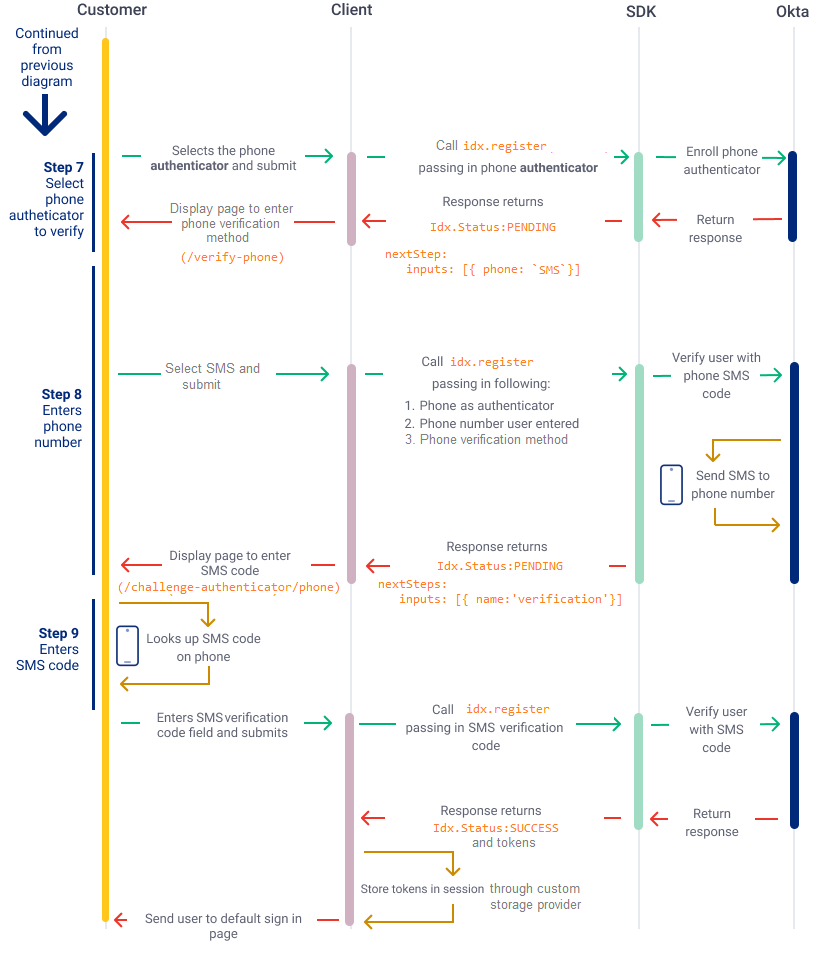 Customer
Client
SDK
Okta
Continued
from
previous
diagram
Step 7
Select
phone
autheticator
to verify
Selects the phone
authenticator and submit
Call idx.register
passing in phone authenticator
Enroll phone
authenticator
Display page to enter
phone verification
method
(/verify-phone)
Response returns
Idx.Status:PENDING
nextStep:
inputs: [{ phone: `SMS`}]
Return
response
Step 8
Enters
phone
number
Select SMS and
submit
Call idx.register
passing in following:
1. Phone as authenticator
2. Phone number user entered
3. Phone verification method
Verify user with
phone SMS
code
Send SMS to
phone number
Display page to enter
SMS code
(/challenge-authenticator/phone)
Response returns
Idx.Status:PENDING
nextSteps:
inputs: [{ name:'verification'}]
Step 9
Enters
SMS code
Looks up SMS code
on phone
Enters SMS verification
code field and submits
Call idx.register
passing in SMS verification
code
Verify user
with SMS
code
Response returns
Idx.Status:SUCCESS
and tokens
Return
response
Store tokens in session through custom
storage provider
Send user to default sign in
page